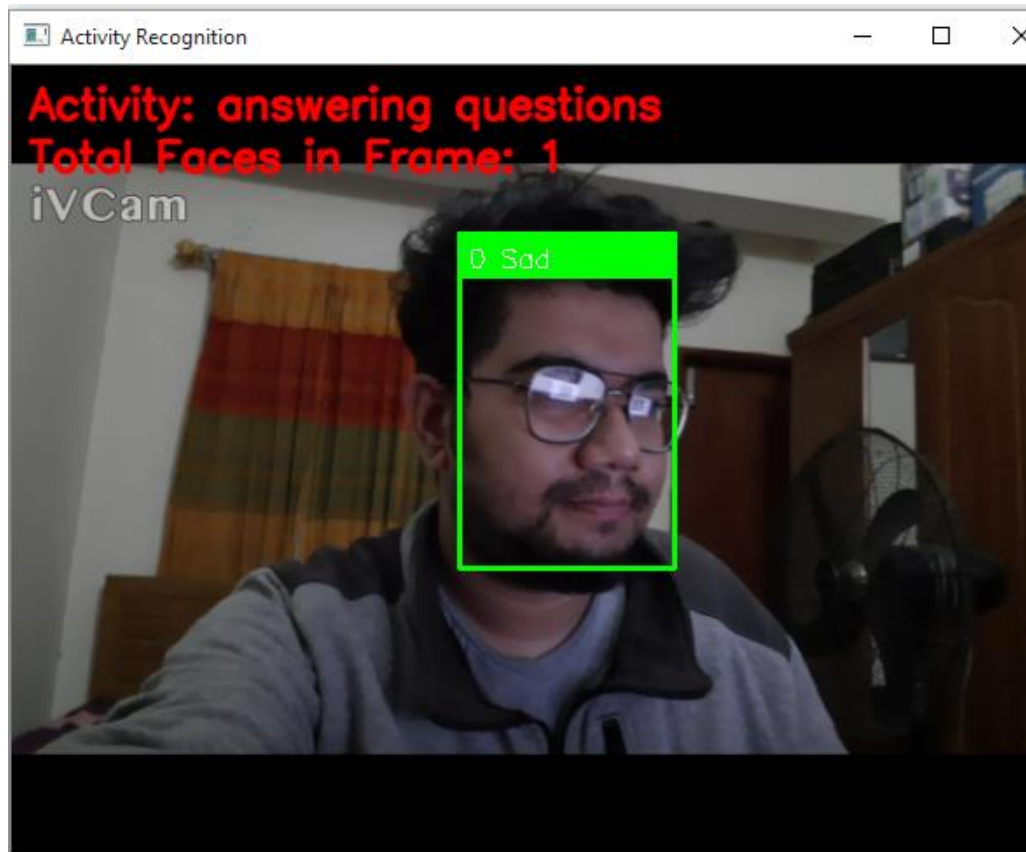 Activity Recognition
Activity: answering questions
Total Faces in Frame: 1
iVCam
0 Sad